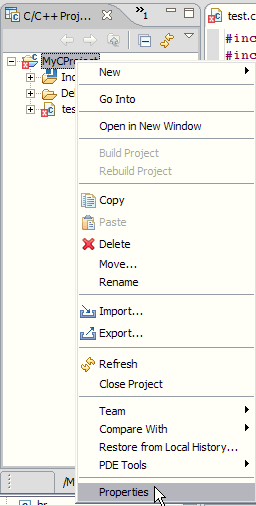 C/C++ Proj
1
test.c
MyCProject
#inc
#inc
Inc
De
tes
New
Go Into
Open in New Window
Build Project
Rebuild Project
Copy
Paste
Delete
Move...
Rename
Import...
Export...
Refresh
Close Project
Team
Compare With
Restore from Local History...
PDE Tools
/M
Properties